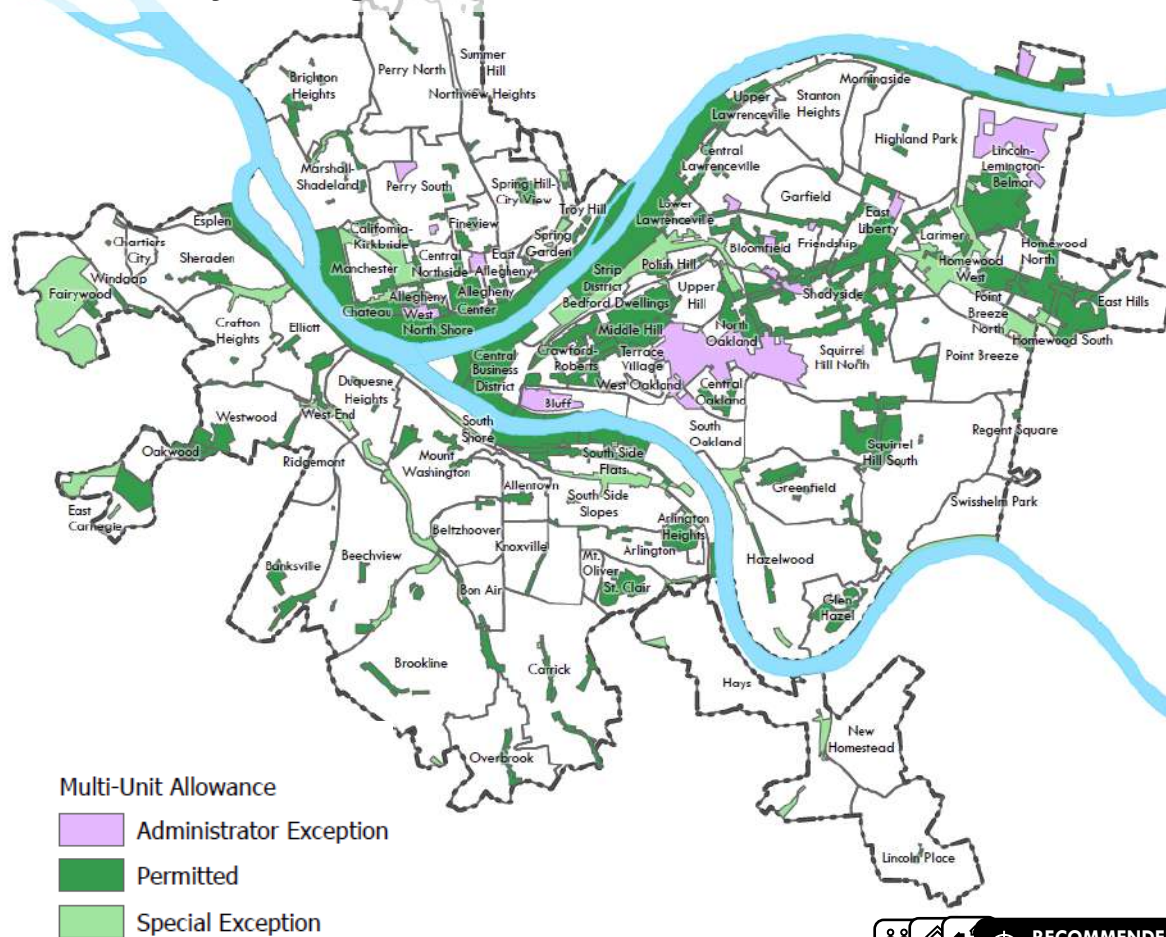 Summer
Hill
Perry North
Brighton
Heights
Northview Heights
Morningside
Upper
Lawrenceville
Stanton
Heights
Highland Park
Central
Lawrenceville
Lincoln-
Lemington-
Belmar
Marshall-
Shadeland
Perry South
Spring Hill-
City View
Garfield
Troy Hill
Lower
Lawrenceville
East
Liberty
Esplen
Fineview
California-
Kirkbride
Spring
Garden
Larimer
Chartiers
City
Bloomfield
Friendship
Homewood
North
Central
Northside
East
Allegheny
Sheraden
Manchester
Polish Hill
Homewood
West
Strip
District
Windgap
Fairywood
Allegheny
West
Allegheny
Center
Upper
Hill
Shadyside
Point
Breeze
North
East Hills
Bedford Dwellings
Chateau
North Shore
Middle Hill
North
Oakland
Homewood South
Crafton
Heights
Elliott
Central
Business
District
Crawford-
Roberts
Terrace
Village
Squirrel
Hill North
Point Breeze
West Oakland
Central
Oakland
Duquesne
Heights
Bluff
Westwood
West End
South
Shore
South
Oakland
Regent Square
Oakwood
Ridgemont
Mount
Washington
South Side
Flats
Squirrel
Hill South
Allentown
South Side
Slopes
Greenfield
Swisshelm Park
East
Carnegie
Beltzhoover
Arlington
Heights
Knoxville
Arlington
Beechview
Banksville
Mt.
Oliver
Hazelwood
Bon Air
St. Clair
Glen
Hazel
Brookline
Carrick
Hays
New
Homestead
Overbrook
Lincoln Place
Multi-Unit Allowance
Administrator Exception
Permitted
Special Exception